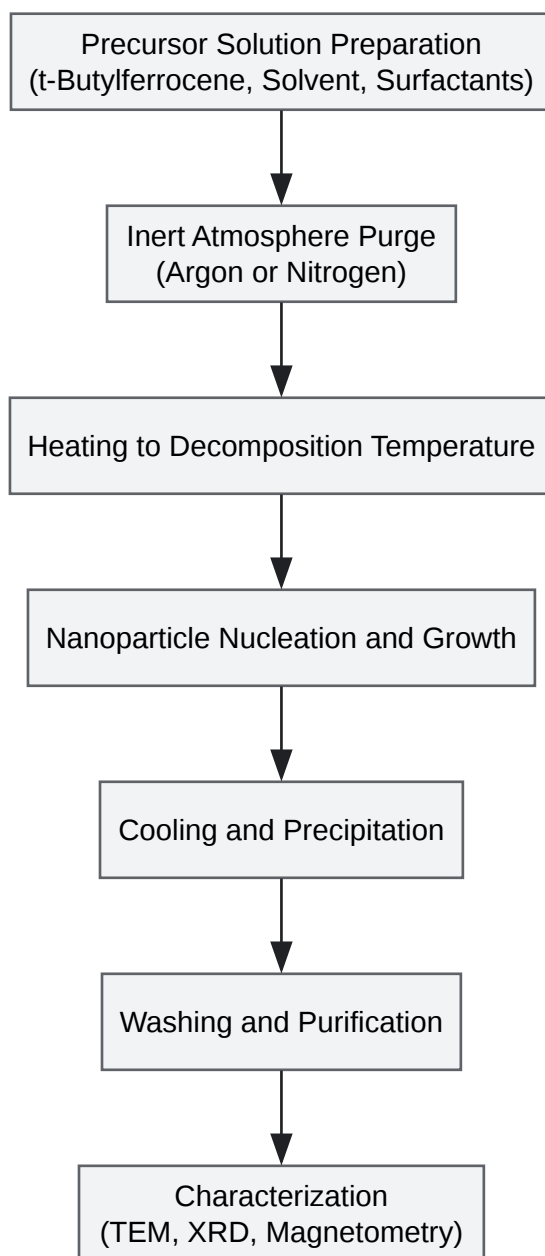 Precursor Solution Preparation
(t-Butylferrocene, Solvent, Surfactants)
Inert Atmosphere Purge
(Argon or Nitrogen)
Heating to Decomposition Temperature
Nanoparticle Nucleation and Growth
Cooling and Precipitation
Washing and Purification
Characterization
(TEM, XRD, Magnetometry)